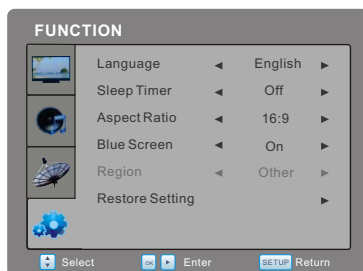 FUNCTION
Language ◄ English ►
Sleep Timer ◄ Off ►
Aspect Ratio ◄ 16:9 ►
Blue Screen ◄ On ►
Region ◄ Other ►
Restore Setting ►
Select OK Enter SETUP Return